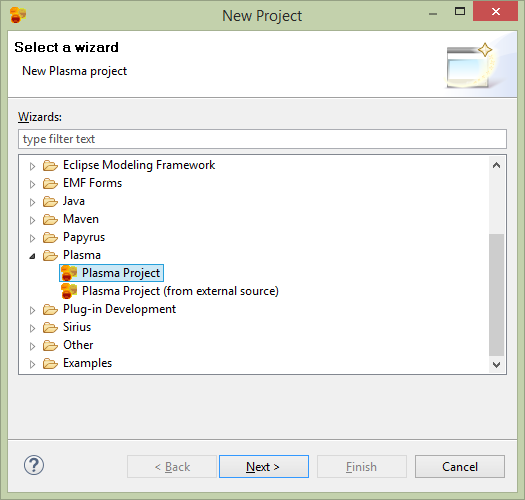 New Project
Select a wizard
New Plasma project
Wizards:
type filter text
Eclipse Modeling Framework
EMF Forms
Java
Maven
Papyrus
Plasma
Plasma Project
Plasma Project (from external source)
Plug-in Development
Sirius
Other
Examples
? < Back Next > Finish Cancel